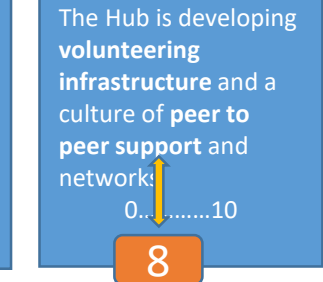 The Hub is developing
volunteering
infrastructure and a
culture of peer to
peer support and
networks
0............10
8